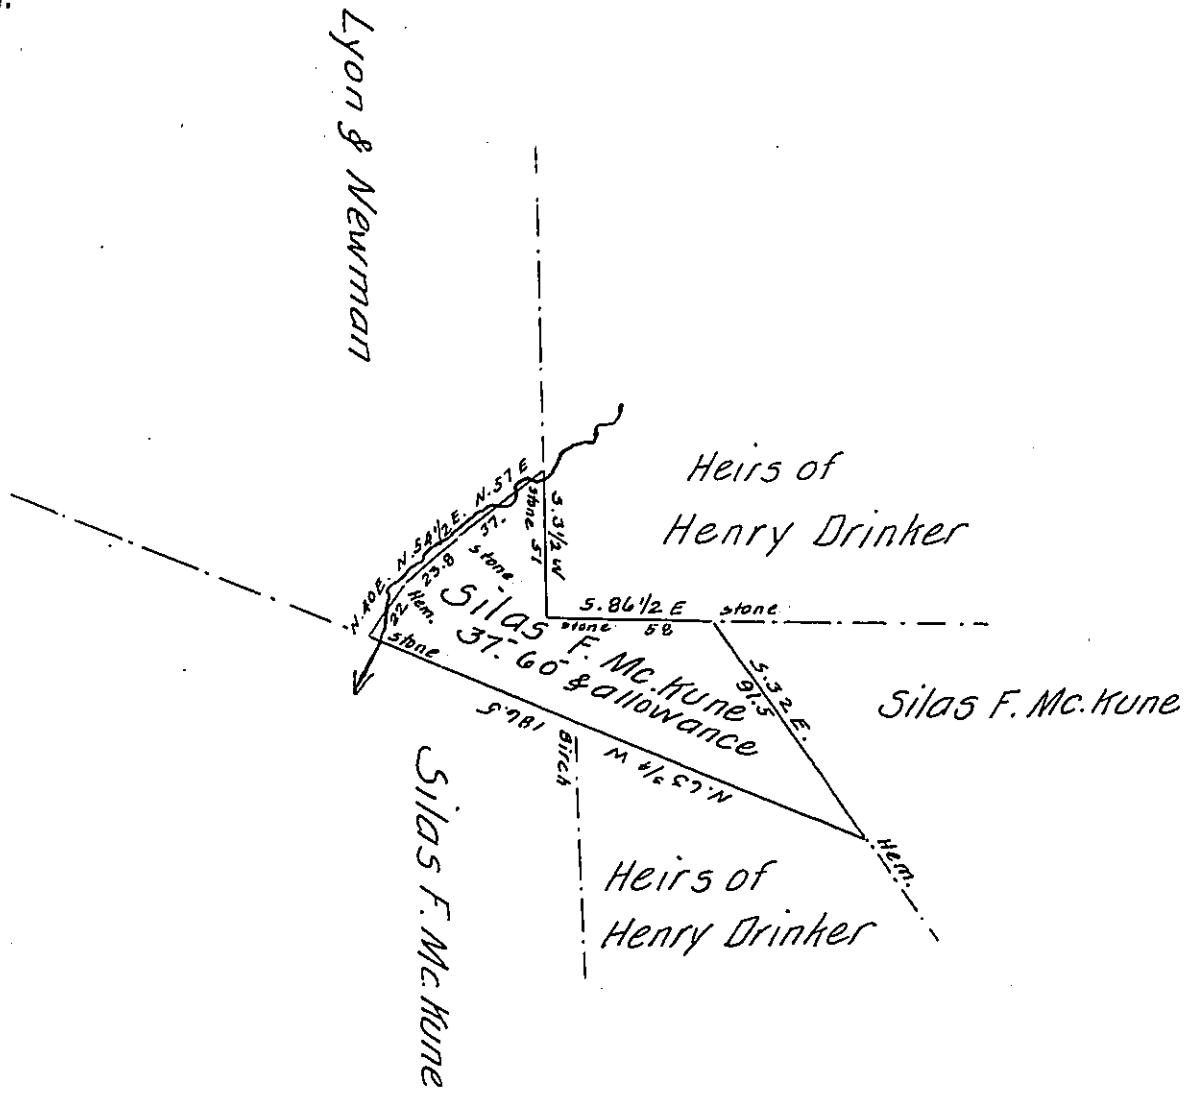 Lyon & Newman
Heirs of
Henry Drinker
N. 57 E
37.
stone
N. 54 1/2 E.
23.8
stone
N. 40 E.
22
Hem.
stone
S. 3 1/2 W
51
S. 86 1/2 E
58
stone
stone
S. 32 E.
91.5
Silas F. Mc. Kune
37-60 & allowance
Silas F. Mc. Kune
N. 63 3/4 W
186.5
Birch
Hem.
Silas F. Mc. Kune
Heirs of
Henry Drinker